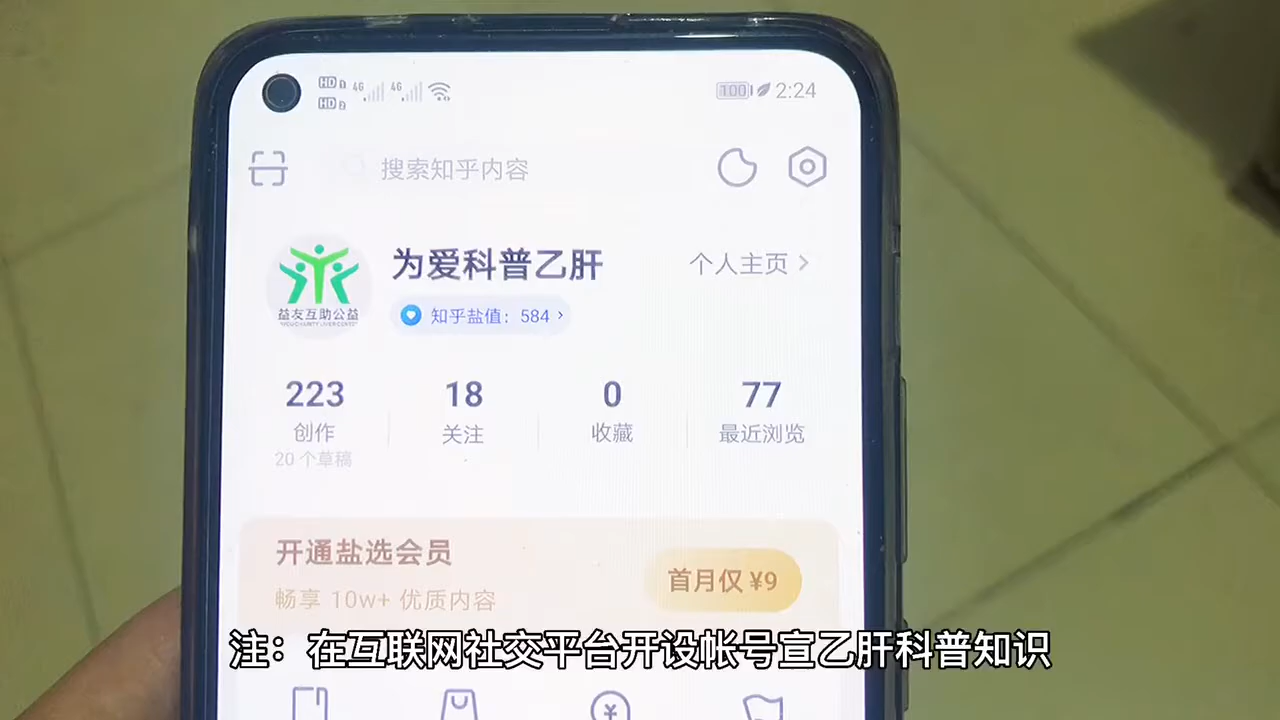 HD 1 4G 4G
HD 2
100 2:24
搜索知乎内容
为爱科普乙肝
个人主页
知乎盐值：584
益友互助公益
223 18 0 77
创作 关注 收藏 最近浏览
20 个草稿
开通盐选会员
首月仅 ¥9
畅享 10w+ 优质内容
注：在互联网社交平台开设帐号宣乙肝科普知识